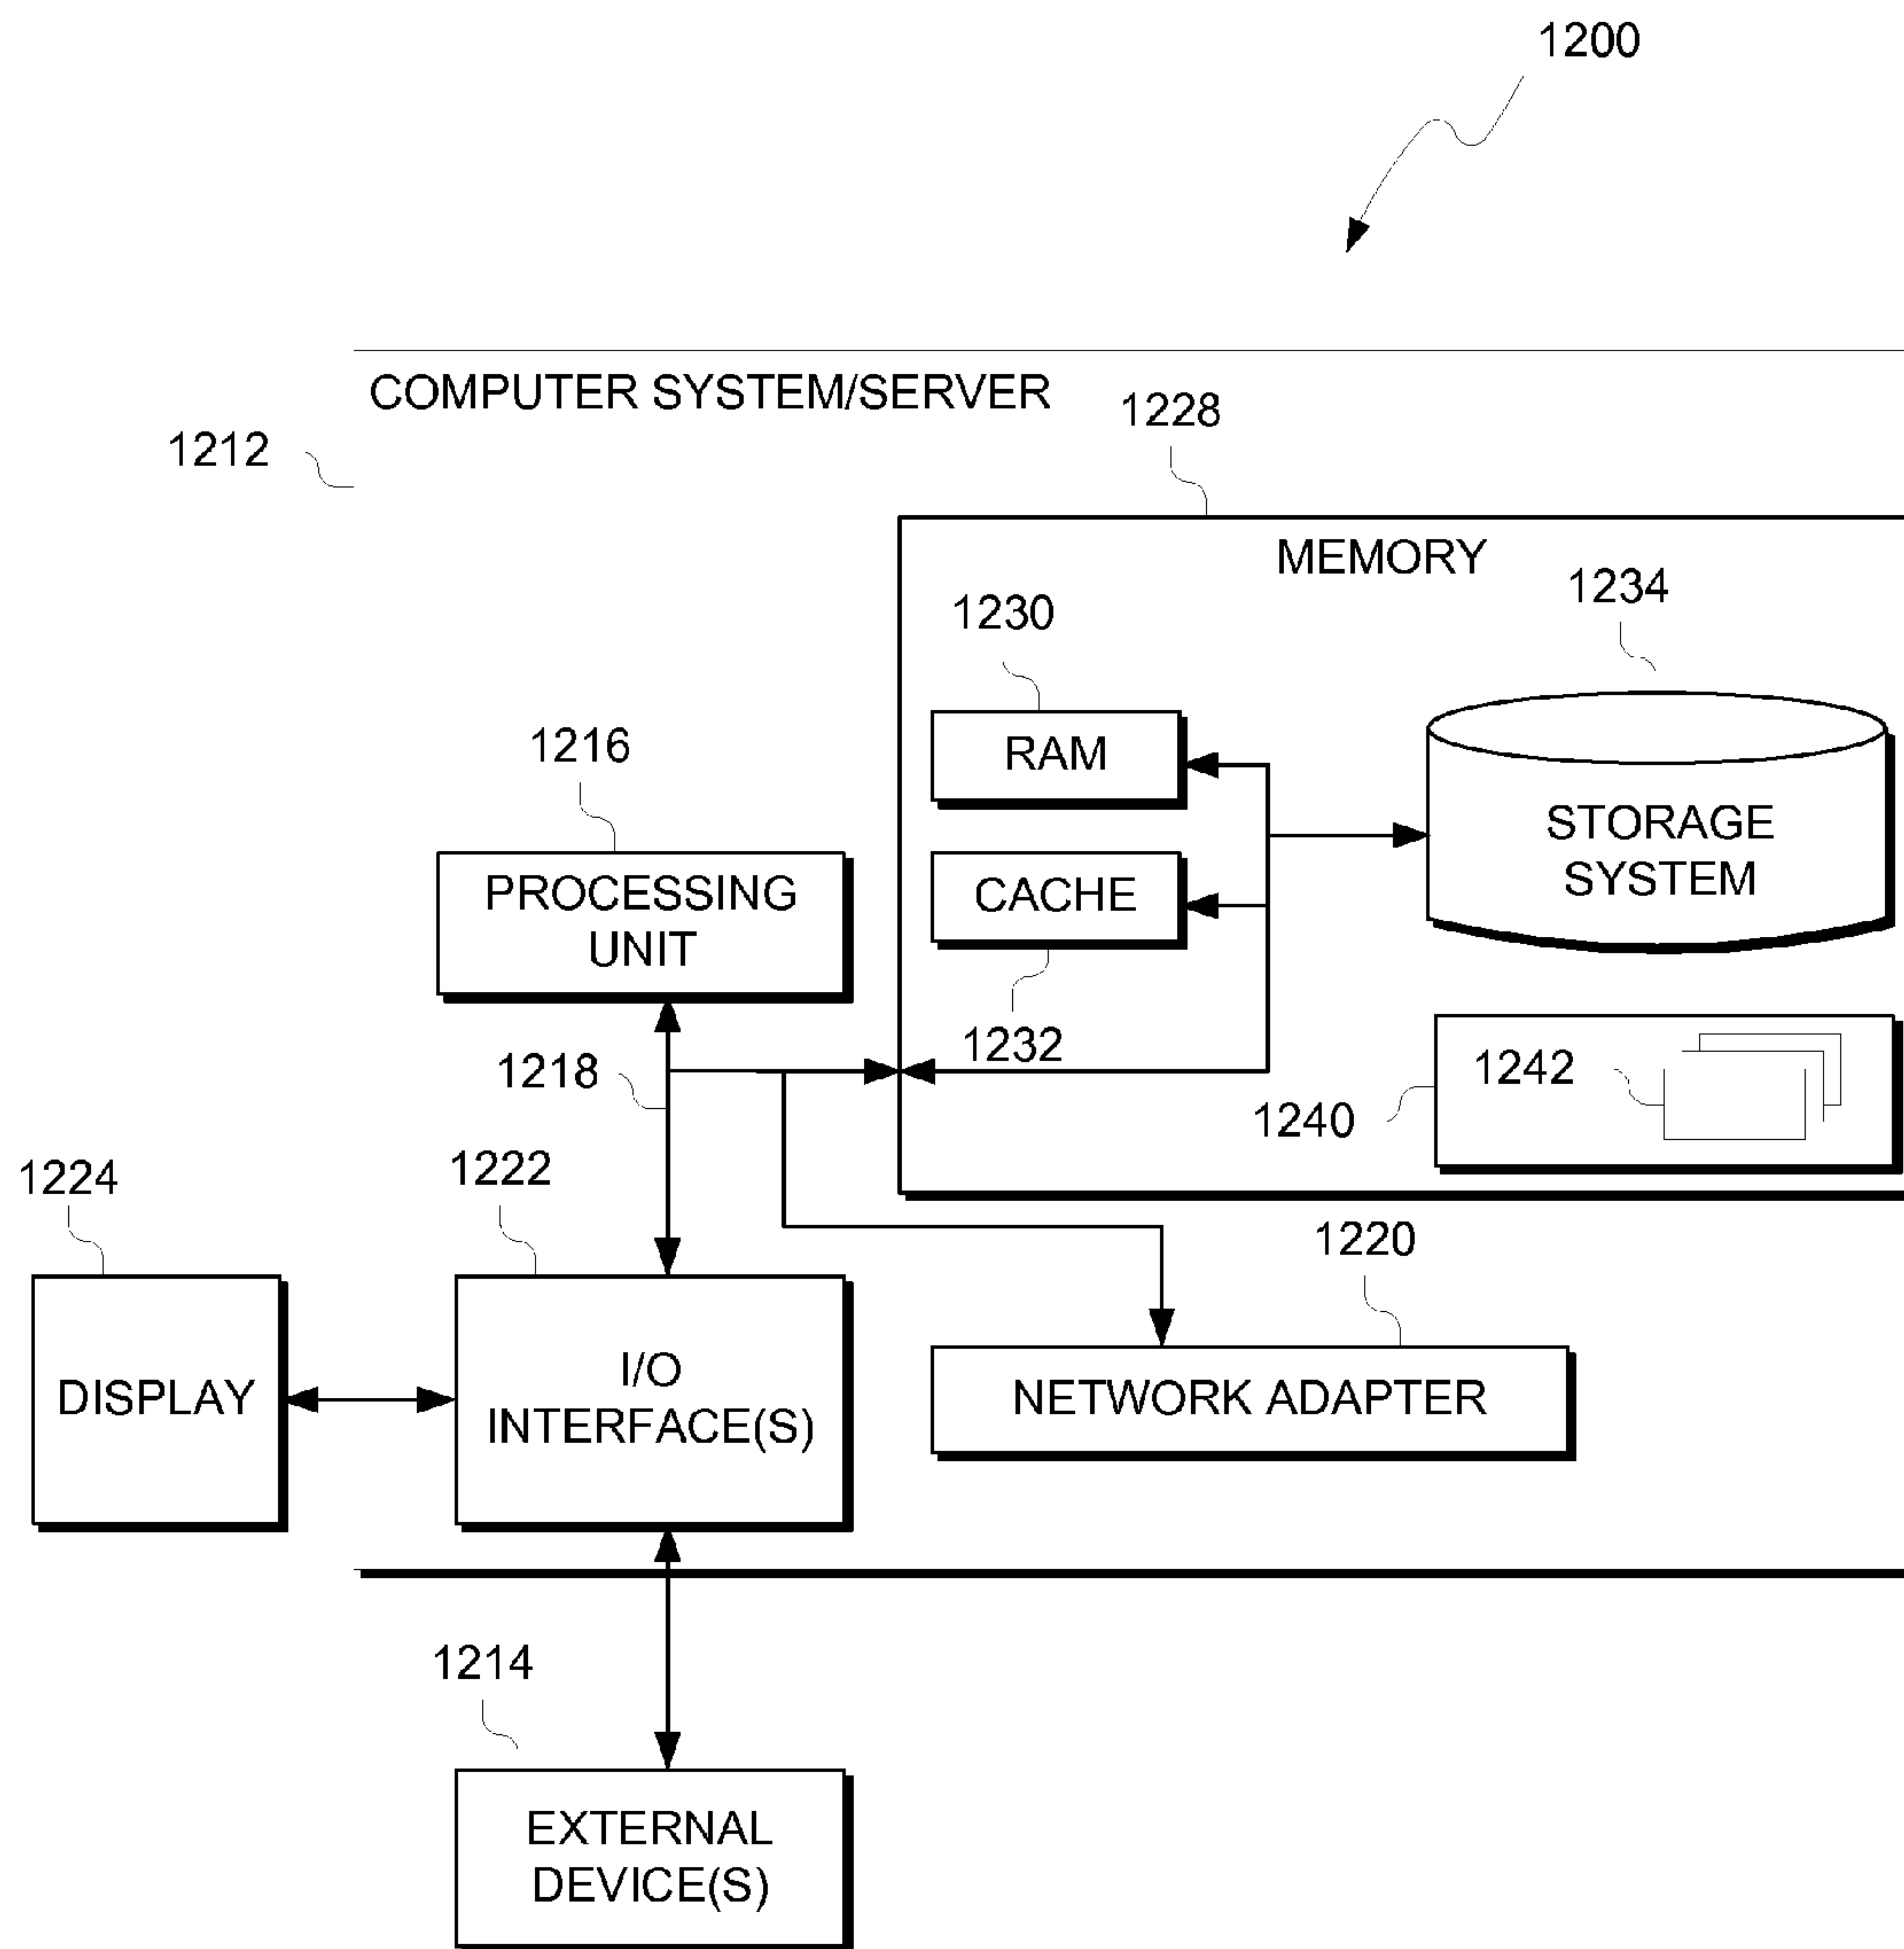 1200
COMPUTER SYSTEM/SERVER
1212
1228
MEMORY
1230
1234
RAM
1216
STORAGE
SYSTEM
PROCESSING
UNIT
CACHE
1232
1218
1242
1240
1224
1222
1220
DISPLAY
I/O
INTERFACE(S)
NETWORK ADAPTER
1214
EXTERNAL
DEVICE(S)